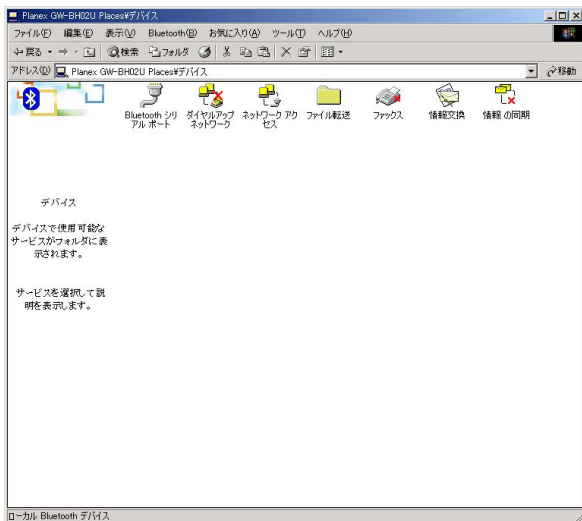 Planex GW-BH02U Places¥デバイス
ファイル(F) 編集(E) 表示(V) Bluetooth(B) お気に入り(A) ツール(T) ヘルプ(H)
戻る 検索 フォルダ
アドレス(D) Planex GW-BH02U Places¥デバイス 移動
Bluetooth シリ ダイヤルアップ ネットワーク アク ファイル転送 ファックス 情報交換 情報 の同期
アル ポート ネットワーク セス
デバイス
デバイスで使用可能な
サービスがフォルダに表
示されます。
サービスを選択して説
明を表示します。
ローカル Bluetooth デバイス